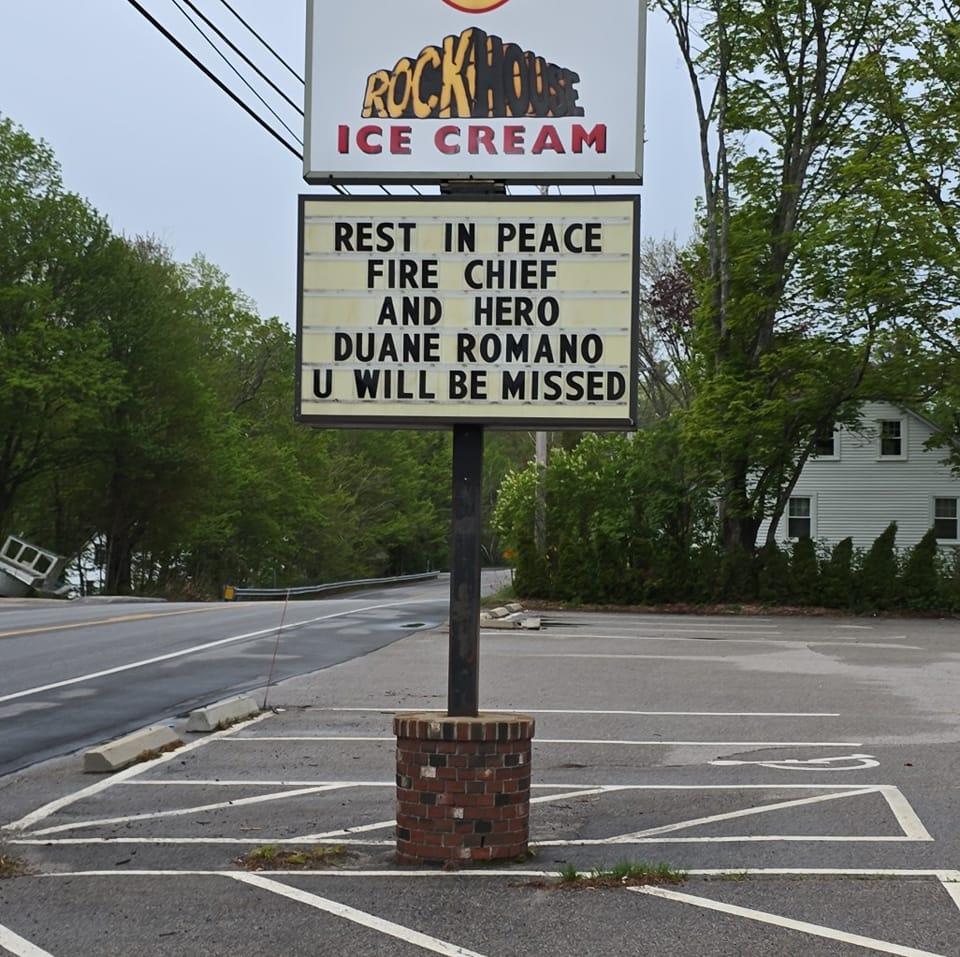 ROCKHOUSE
ICE CREAM
REST IN PEACE
FIRE CHIEF
AND HERO
DUANE ROMANO
U WILL BE MISSED